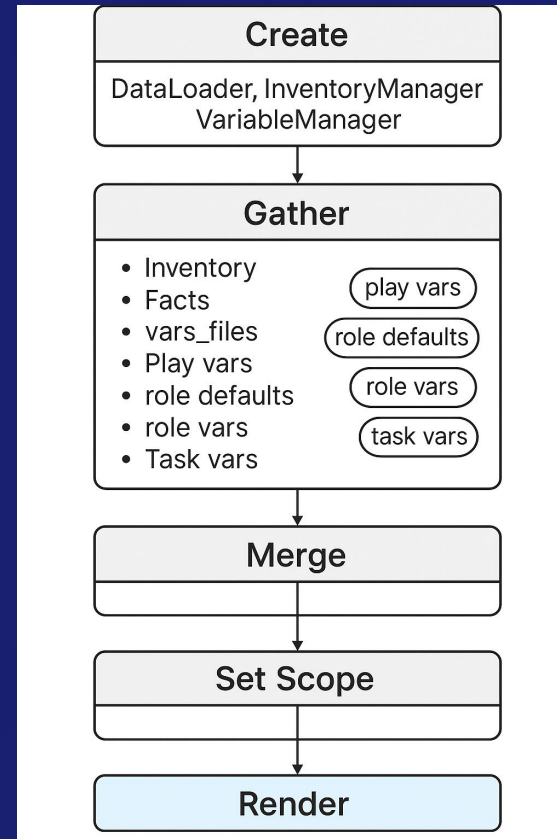 Create
DataLoader, InventoryManager
VariableManager
Gather
• Inventory
• Facts
• vars_files
• Play vars
• role defaults
• role vars
• Task vars
play vars
role defaults
role vars
task vars
Merge
Set Scope
Render